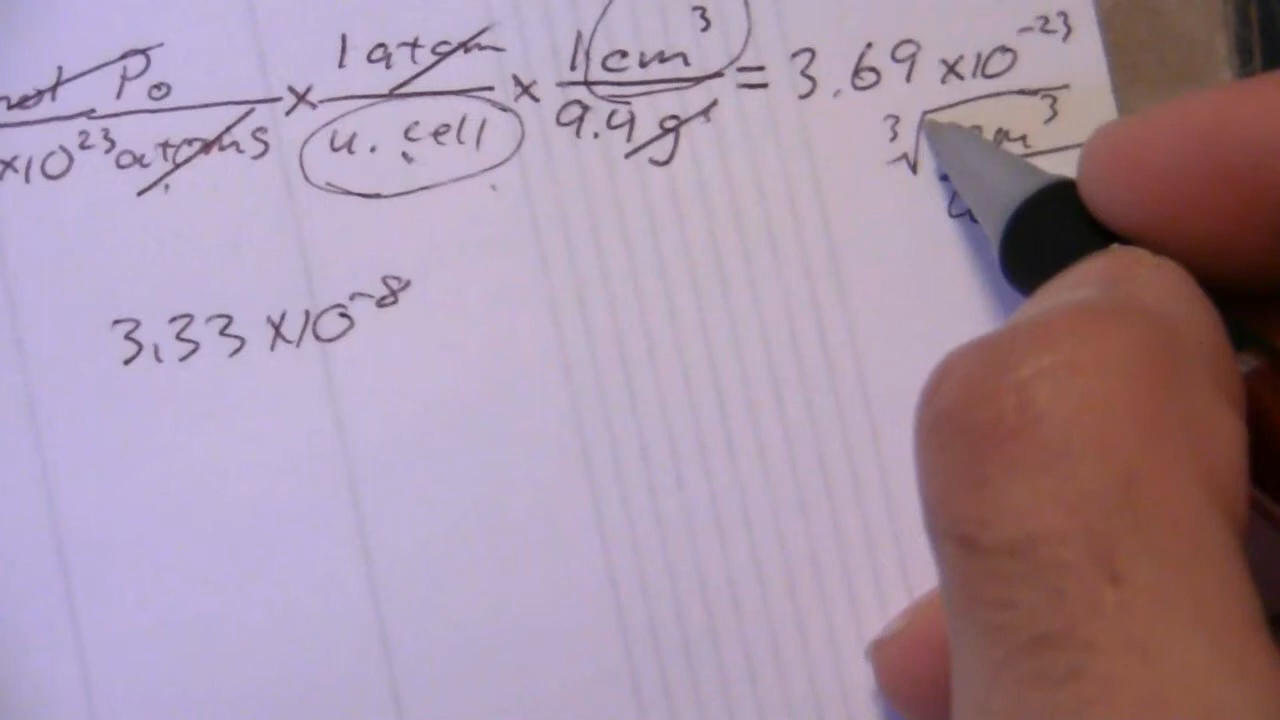 Po × 1 atom × 1 cm³ = 3.69 ×10⁻²³
×10²³ atoms u. cell 9.4 g ³√ cm³
3.33 ×10⁻⁸